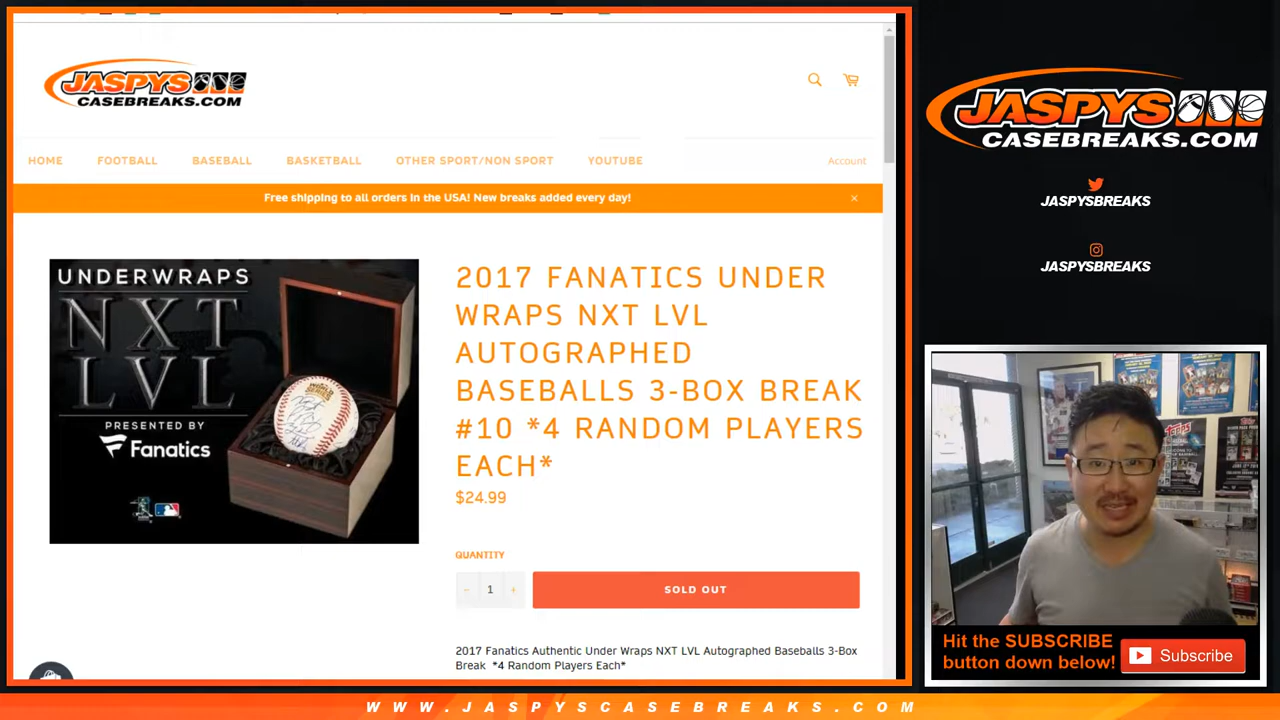 JASPYS
CASEBREAKS.COM
HOME FOOTBALL BASEBALL BASKETBALL OTHER SPORT/NON SPORT YOUTUBE Account
Free shipping to all orders in the USA! New breaks added every day! ×
UNDERWRAPS
NXT
LVL
PRESENTED BY
Fanatics
2017 FANATICS UNDER
WRAPS NXT LVL
AUTOGRAPHED
BASEBALLS 3-BOX BREAK
#10 *4 RANDOM PLAYERS
EACH*
$24.99
QUANTITY
− 1 +
SOLD OUT
2017 Fanatics Authentic Under Wraps NXT LVL Autographed Baseballs 3-Box
Break *4 Random Players Each*
JASPYS
CASEBREAKS.COM
JASPYSBREAKS
JASPYSBREAKS
Topps
Hit the SUBSCRIBE
button down below!
Subscribe
WWW.JASPYSCASEBREAKS.COM